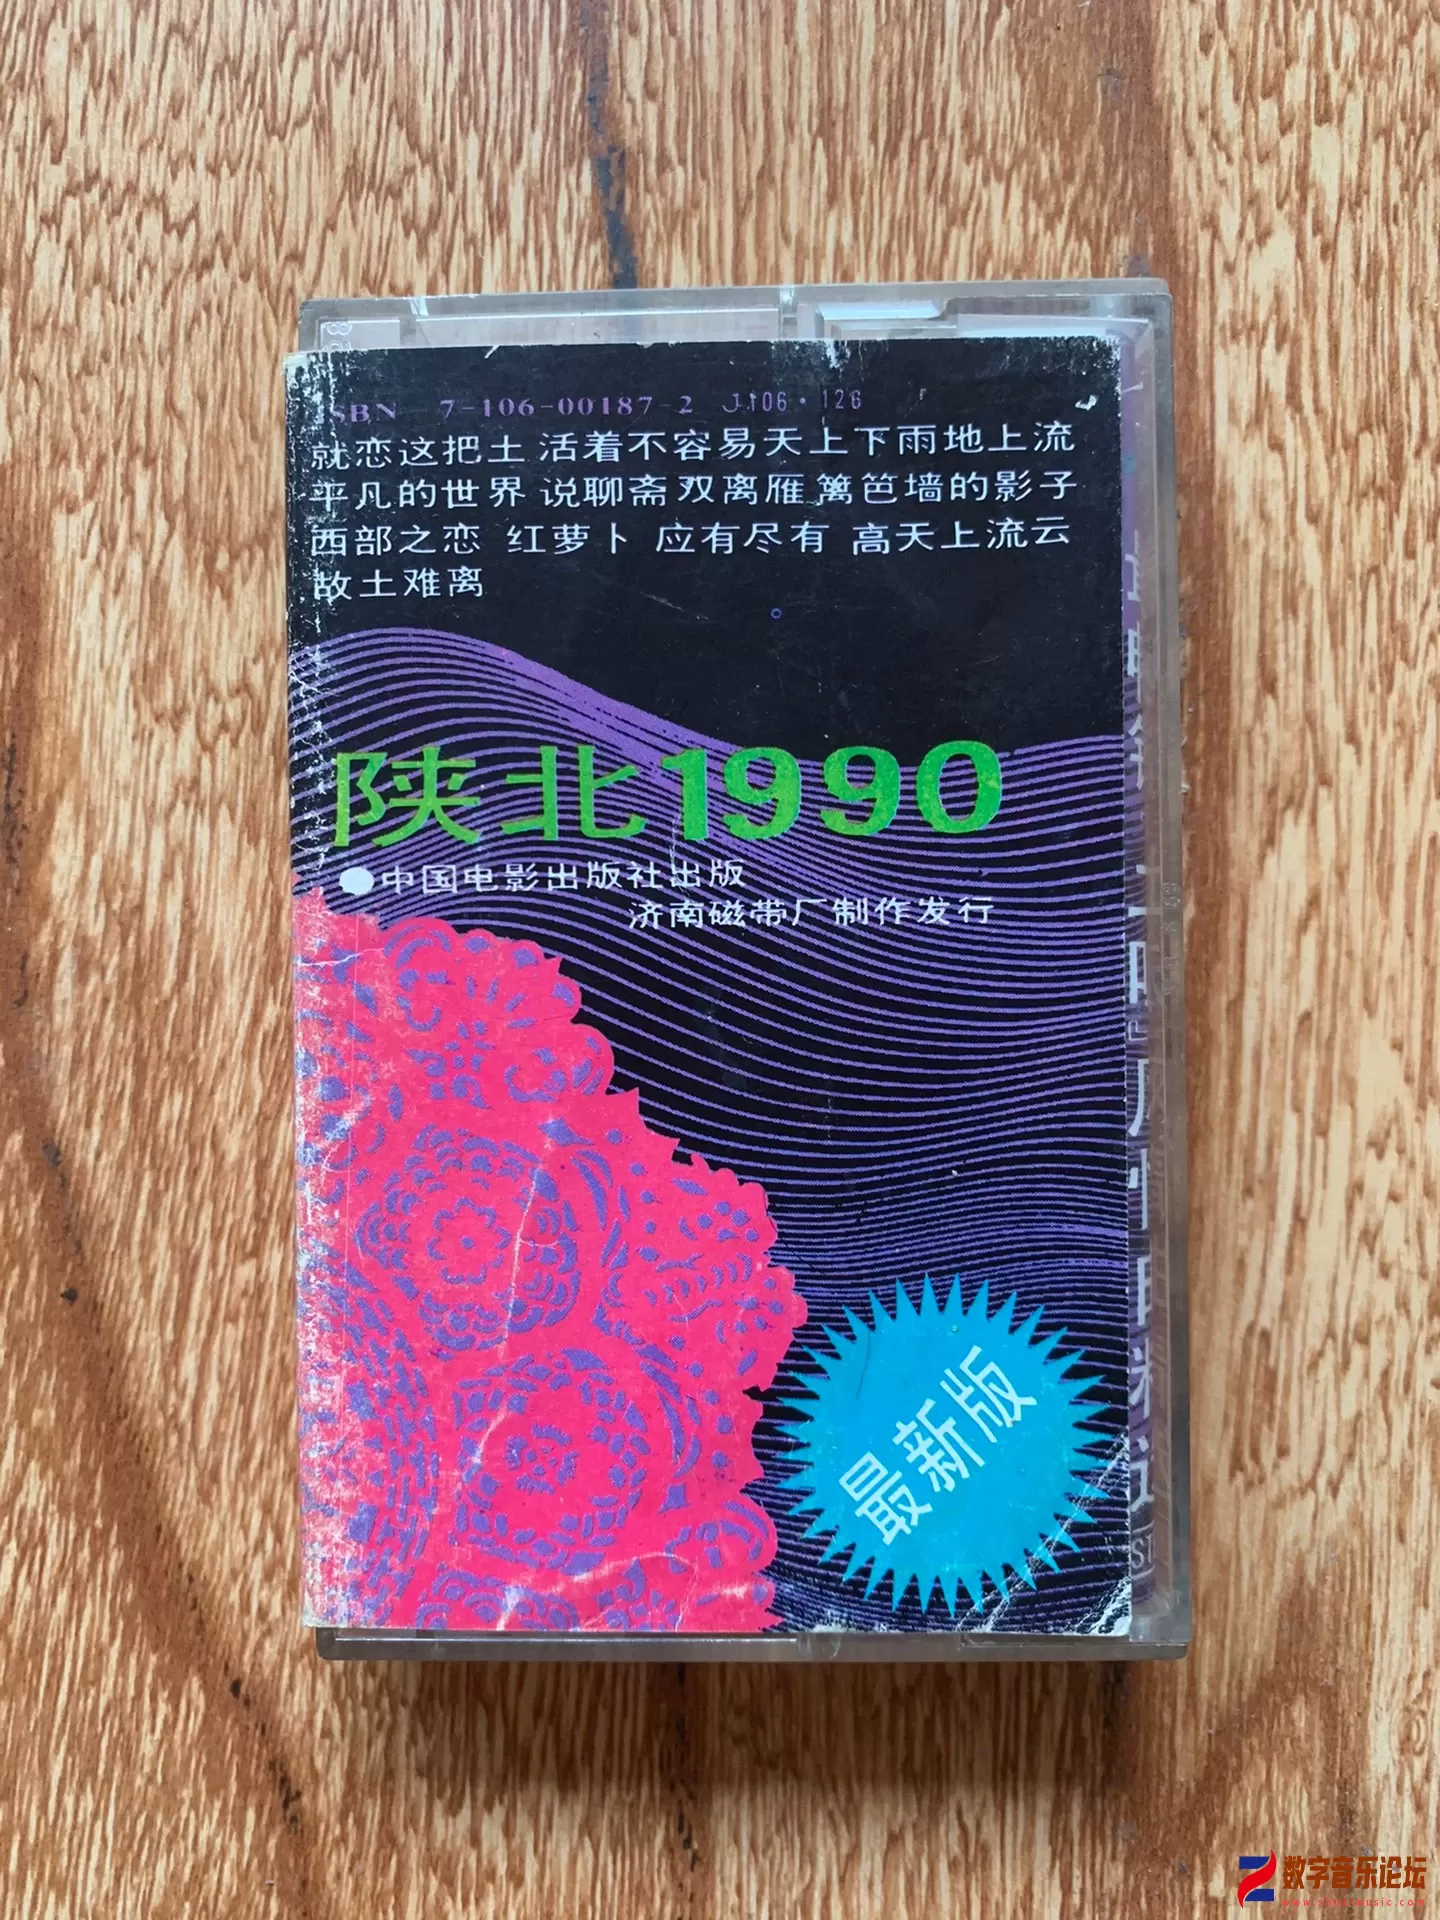 ISBN 7-106-00187-2 J·106·126
就恋这把土 活着不容易天上下雨地上流
平凡的世界 说聊斋双离雁篱笆墙的影子
西部之恋 红萝卜 应有尽有 高天上流云
故土难离
陕北1990
●中国电影出版社出版
济南磁带厂制作发行
最新版
数字音乐论坛